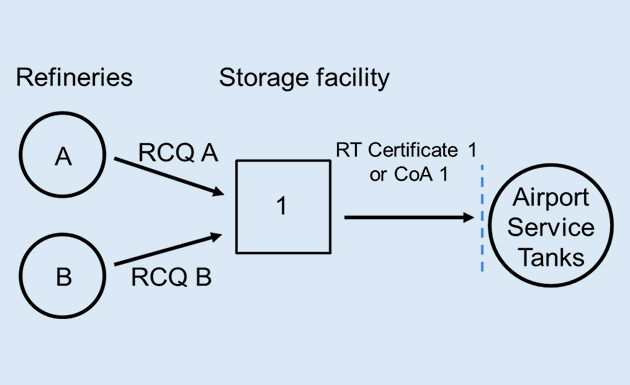 Refineries
Storage facility
A
RCQ A
RT Certificate 1
or CoA 1
1
Airport
Service
Tanks
B
RCQ B